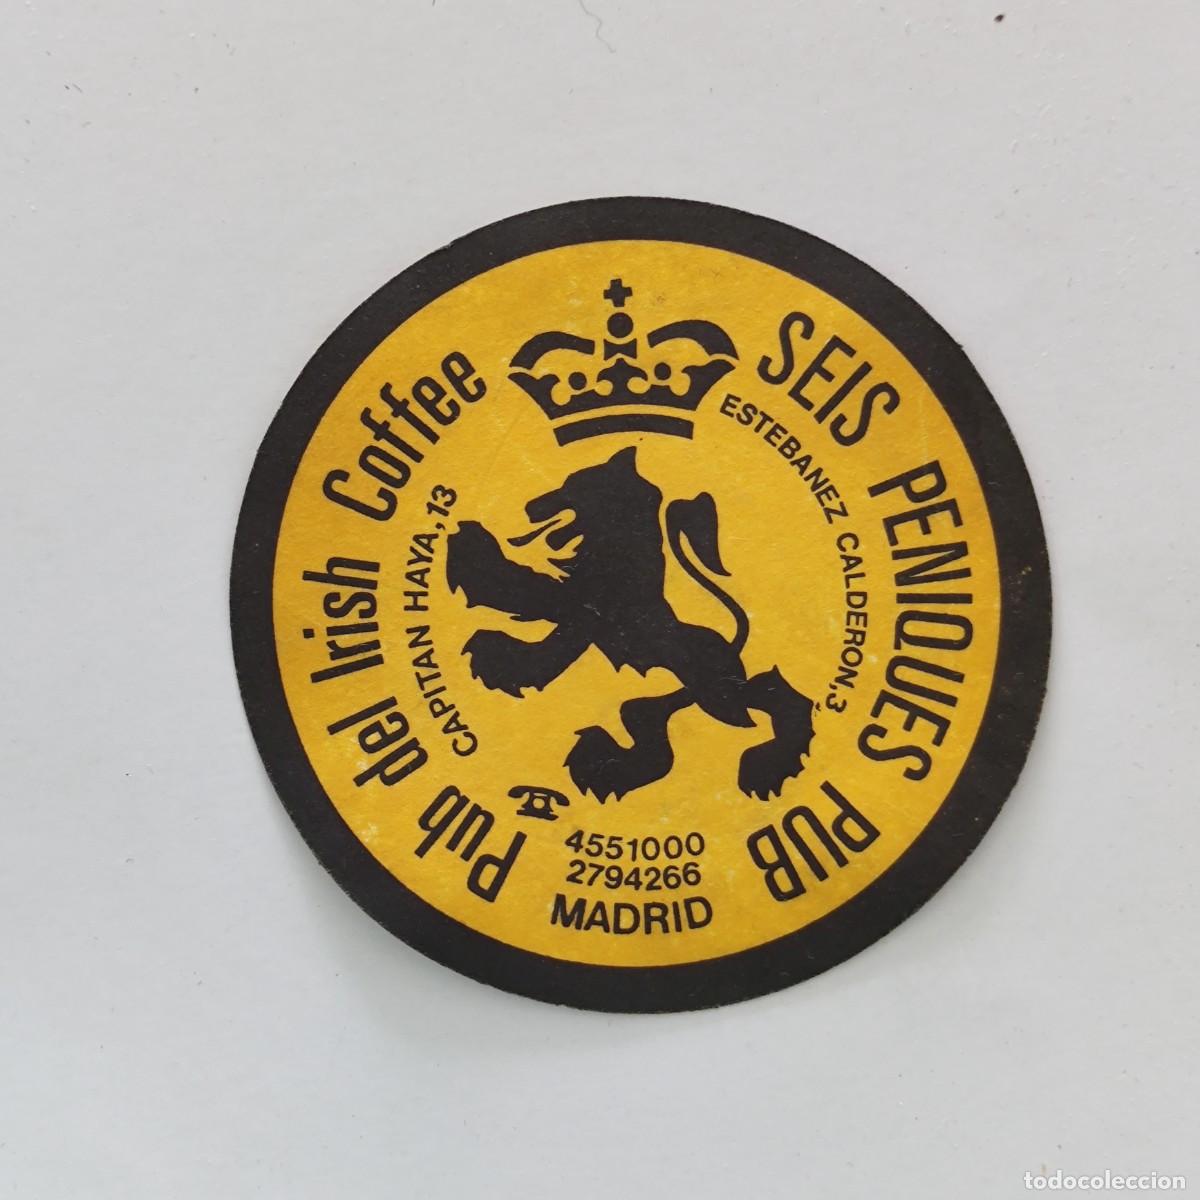 Pub del Irish Coffee
CAPITAN HAYA, 13
SEIS PENIQUES PUB
ESTEBANEZ CALDERON, 3
4551000
2794266
MADRID
todocoleccion